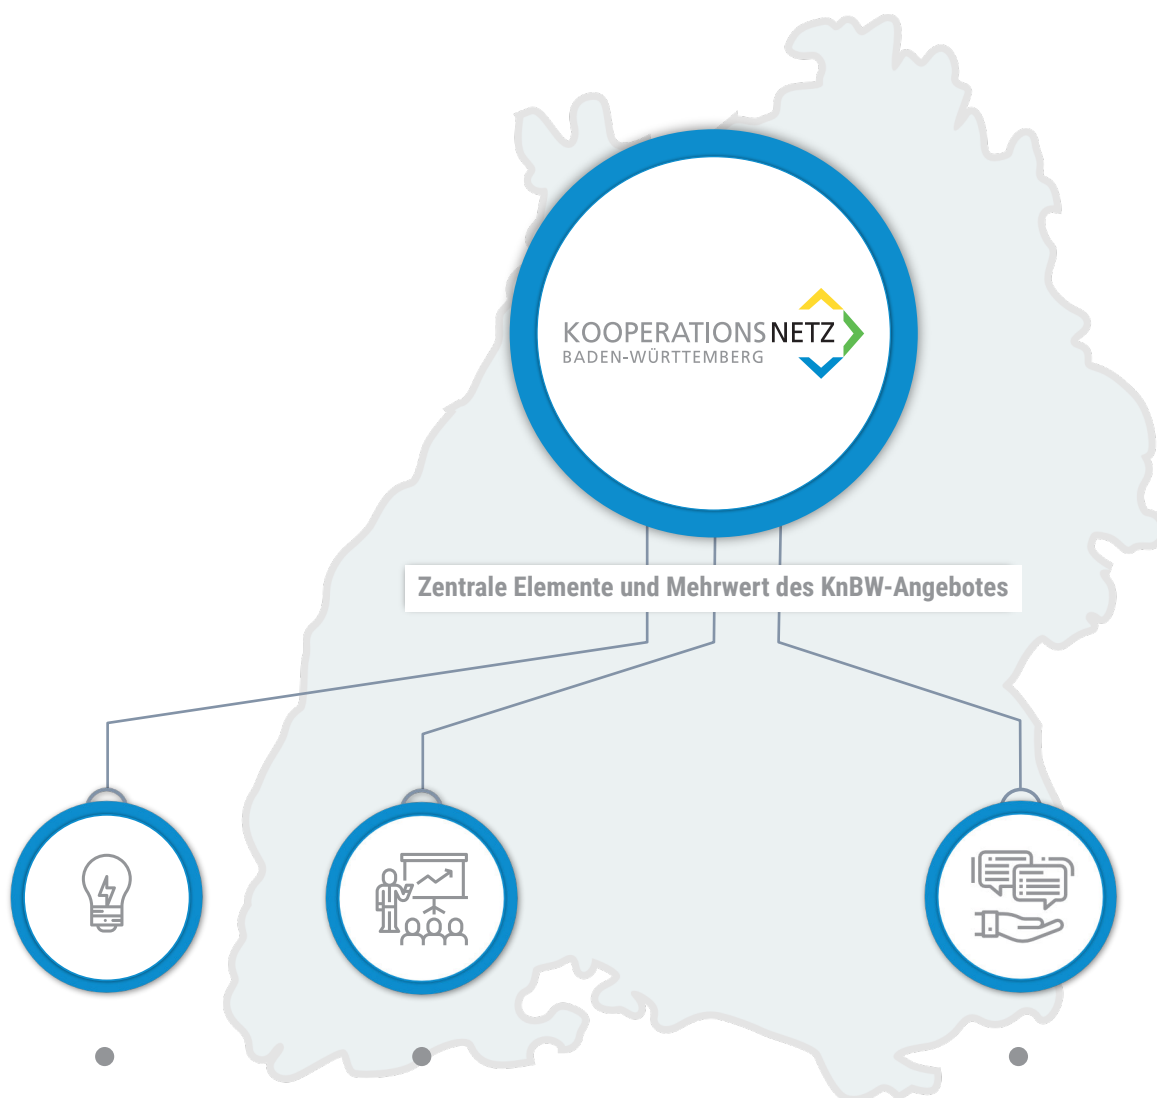 KOOPERATIONSNETZ
BADEN-WÜRTTEMBERG
Zentrale Elemente und Mehrwert des KnBW-Angebotes